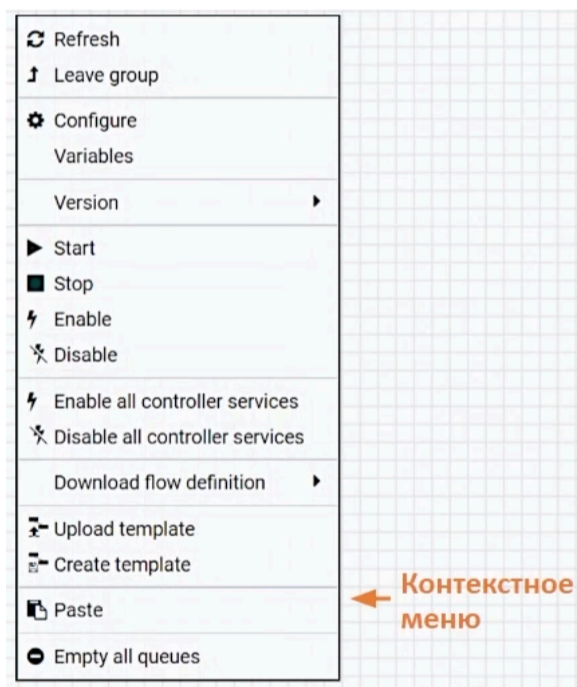 Refresh
Leave group
Configure
Variables
Version
Start
Stop
Enable
Disable
Enable all controller services
Disable all controller services
Download flow definition
Upload template
Create template
Paste
Empty all queues
Контекстное
меню